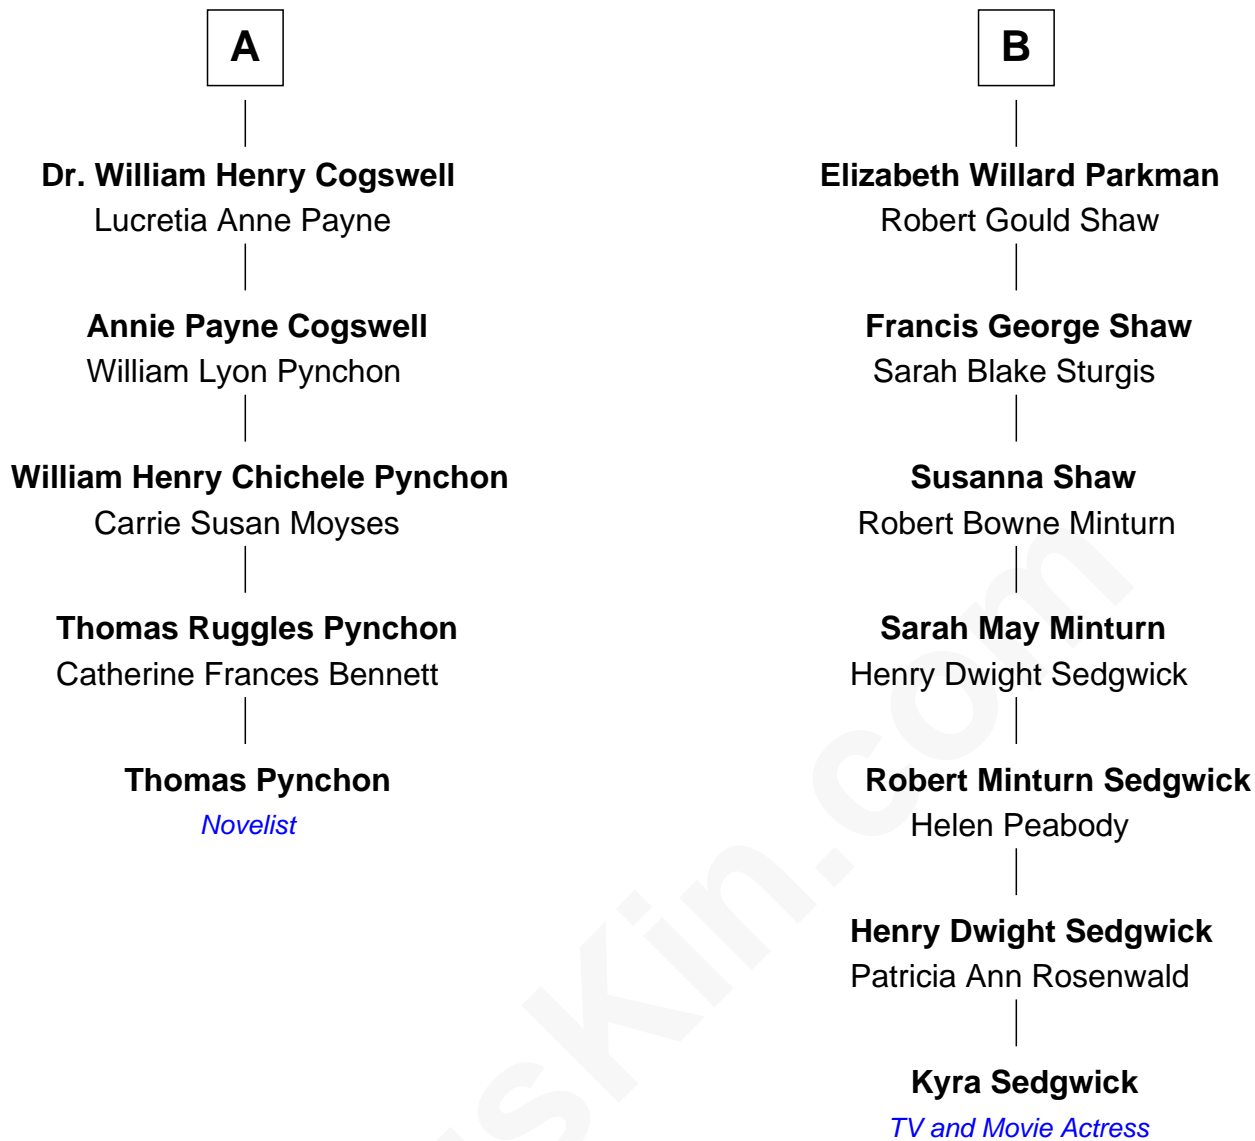 A
Dr. William Henry Cogswell
Lucretia Anne Payne
Annie Payne Cogswell
William Lyon Pynchon
William Henry Chichele Pynchon
Carrie Susan Moyses
Thomas Ruggles Pynchon
Catherine Frances Bennett
Thomas Pynchon
Novelist
B
Elizabeth Willard Parkman
Robert Gould Shaw
Francis George Shaw
Sarah Blake Sturgis
Susanna Shaw
Robert Bowne Minturn
Sarah May Minturn
Henry Dwight Sedgwick
Robert Minturn Sedgwick
Helen Peabody
Henry Dwight Sedgwick
Patricia Ann Rosenwald
Kyra Sedgwick
TV and Movie Actress
sKin.com